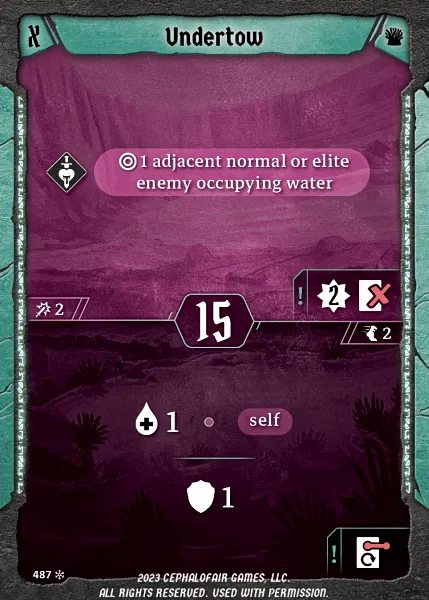 X
Undertow
1 adjacent normal or elite
enemy occupying water
! 2
2
15
2
1 self
1
!
487
2023 CEPHALOFAIR GAMES, LLC.
ALL RIGHTS RESERVED. USED WITH PERMISSION.